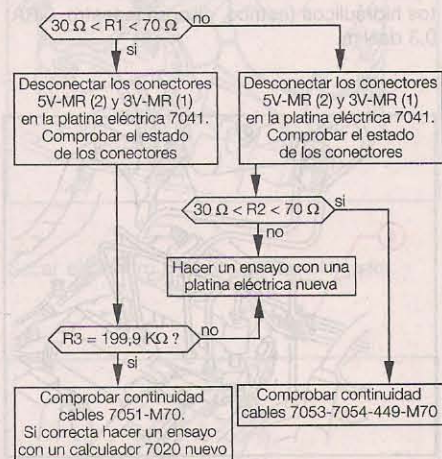 30 Ω < R1 < 70 Ω
no
si
Desconectar los conectores
5V-MR (2) y 3V-MR (1)
en la platina eléctrica 7041.
Comprobar el estado
de los conectores
Desconectar los conectores
5V-MR (2) y 3V-MR (1)
en la platina eléctrica 7041.
Comprobar el estado
de los conectores
30 Ω < R2 < 70 Ω
si
no
Hacer un ensayo con una
platina eléctrica nueva
R3 = 199,9 KΩ ?
no
si
Comprobar continuidad
cables 7051-M70.
Si correcta hacer un ensayo
con un calculador 7020 nuevo
Comprobar continuidad
cables 7053-7054-449-M70